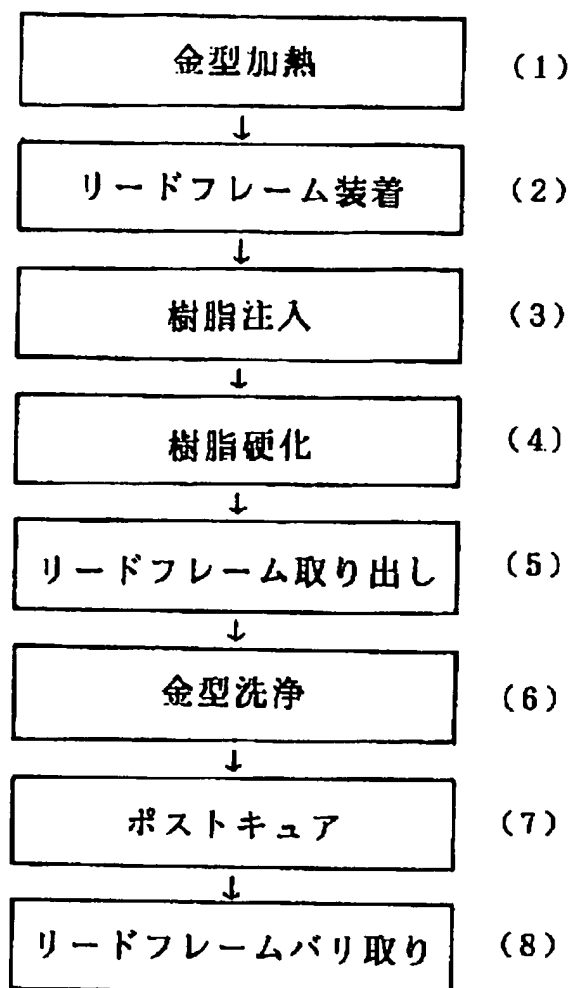 金型加熱 (1)
↓
リードフレーム装着 (2)
↓
樹脂注入 (3)
↓
樹脂硬化 (4)
↓
リードフレーム取り出し (5)
↓
金型洗浄 (6)
↓
ポストキュア (7)
↓
リードフレームバリ取り (8)